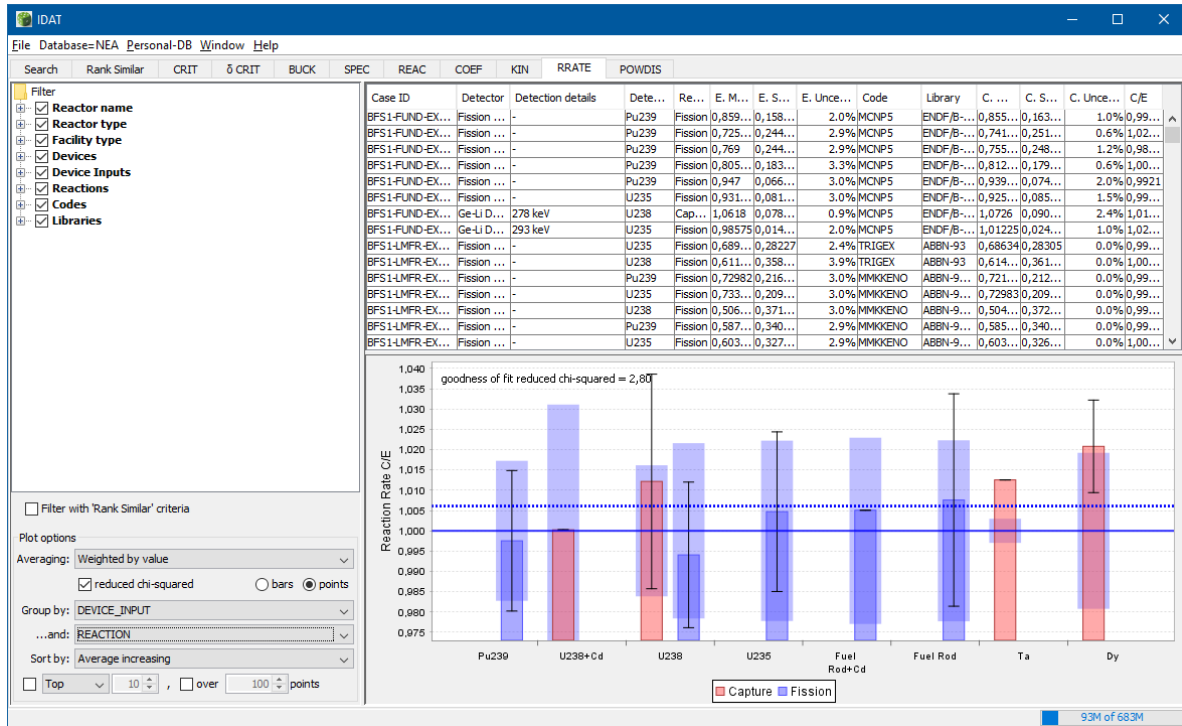 IDAT
File Database=NEA Personal-DB Window Help
Search Rank Similar CRIT δ CRIT BUCK SPEC REAC COEF KIN RRATE POWDIS
Filter
Reactor name
Reactor type
Facility type
Devices
Device Inputs
Reactions
Codes
Libraries
Filter with 'Rank Similar' criteria
Plot options
Averaging: Weighted by value
reduced chi-squared bars points
Group by: DEVICE_INPUT
...and: REACTION
Sort by: Average increasing
Top 10 , over 100 points
Case ID Detector Detection details Dete... Re... E. M... E. S... E. Unce... Code Library C. ... C. S... C. Unce... C/E
BFS1-FUND-EX... Fission ... - Pu239 Fission 0,859... 0,158... 2.0% MCNP5 ENDF/B-... 0,855... 0,163... 1.0% 0,99...
BFS1-FUND-EX... Fission ... - Pu239 Fission 0,725... 0,244... 2.9% MCNP5 ENDF/B-... 0,741... 0,251... 0.6% 1,02...
BFS1-FUND-EX... Fission ... - Pu239 Fission 0,769 0,244... 2.9% MCNP5 ENDF/B-... 0,755... 0,248... 1.2% 0,98...
BFS1-FUND-EX... Fission ... - Pu239 Fission 0,805... 0,183... 3.3% MCNP5 ENDF/B-... 0,812... 0,179... 0.6% 1,00...
BFS1-FUND-EX... Fission ... - Pu239 Fission 0,947 0,066... 3.0% MCNP5 ENDF/B-... 0,939... 0,074... 2.0% 0,9921
BFS1-FUND-EX... Fission ... - U235 Fission 0,931... 0,081... 3.0% MCNP5 ENDF/B-... 0,925... 0,085... 1.5% 0,99...
BFS1-FUND-EX... Ge-Li D... 278 keV U238 Cap... 1,0618 0,078... 0.9% MCNP5 ENDF/B-... 1,0726 0,090... 2.4% 1,01...
BFS1-FUND-EX... Ge-Li D... 293 keV U235 Fission 0,98575 0,014... 2.0% MCNP5 ENDF/B-... 1,01225 0,024... 1.0% 1,02...
BFS1-LMFR-EX... Fission ... - U235 Fission 0,689... 0,28227 2.4% TRIGEX ABBN-93 0,68634 0,28305 0.0% 0,99...
BFS1-LMFR-EX... Fission ... - U238 Fission 0,611... 0,358... 3.9% TRIGEX ABBN-93 0,614... 0,361... 0.0% 1,00...
BFS1-LMFR-EX... Fission ... - Pu239 Fission 0,72982 0,216... 3.0% MMKKENO ABBN-9... 0,721... 0,212... 0.0% 0,99...
BFS1-LMFR-EX... Fission ... - U235 Fission 0,733... 0,209... 3.0% MMKKENO ABBN-9... 0,72983 0,209... 0.0% 0,99...
BFS1-LMFR-EX... Fission ... - U238 Fission 0,506... 0,371... 3.0% MMKKENO ABBN-9... 0,504... 0,372... 0.0% 0,99...
BFS1-LMFR-EX... Fission ... - Pu239 Fission 0,587... 0,340... 2.9% MMKKENO ABBN-9... 0,585... 0,340... 0.0% 0,99...
BFS1-LMFR-EX... Fission ... - U235 Fission 0,603... 0,327... 2.9% MMKKENO ABBN-9... 0,603... 0,326... 0.0% 1,00...
goodness of fit reduced chi-squared = 2,80
Reaction Rate C/E
1,040
1,035
1,030
1,025
1,020
1,015
1,010
1,005
1,000
0,995
0,990
0,985
0,980
0,975
Pu239 U238+Cd U238 U235 Fuel Rod+Cd Fuel Rod Ta Dy
Capture Fission
93M of 683M